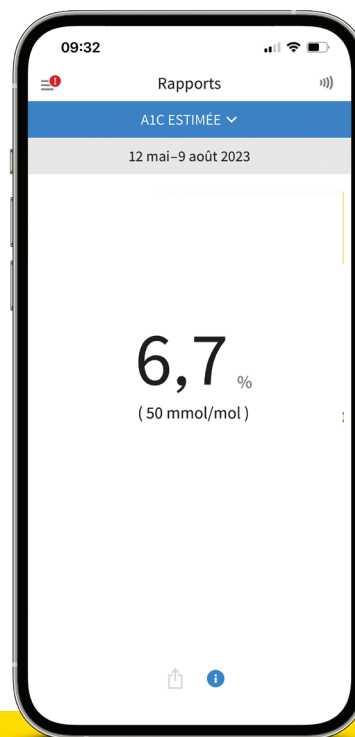 09:32
Rapports
A1C ESTIMÉE
12 mai–9 août 2023
6,7 %
( 50 mmol/mol )